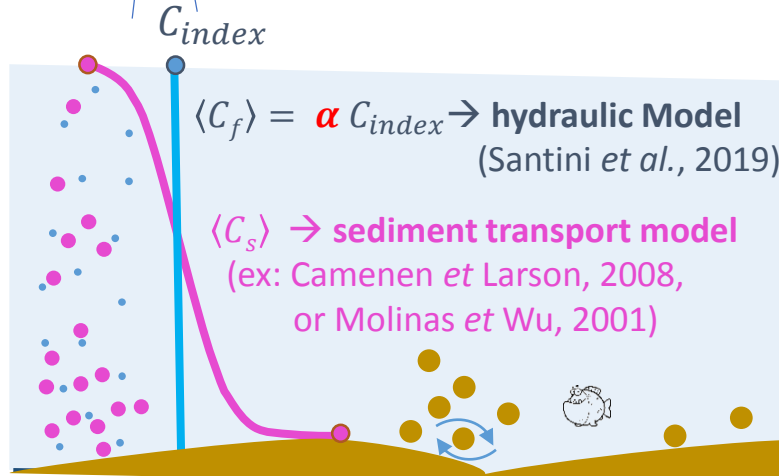 C_index
⟨C_f⟩ = α C_index → hydraulic Model
(Santini et al., 2019)
⟨C_s⟩ → sediment transport model
(ex: Camenen et Larson, 2008,
or Molinas et Wu, 2001)